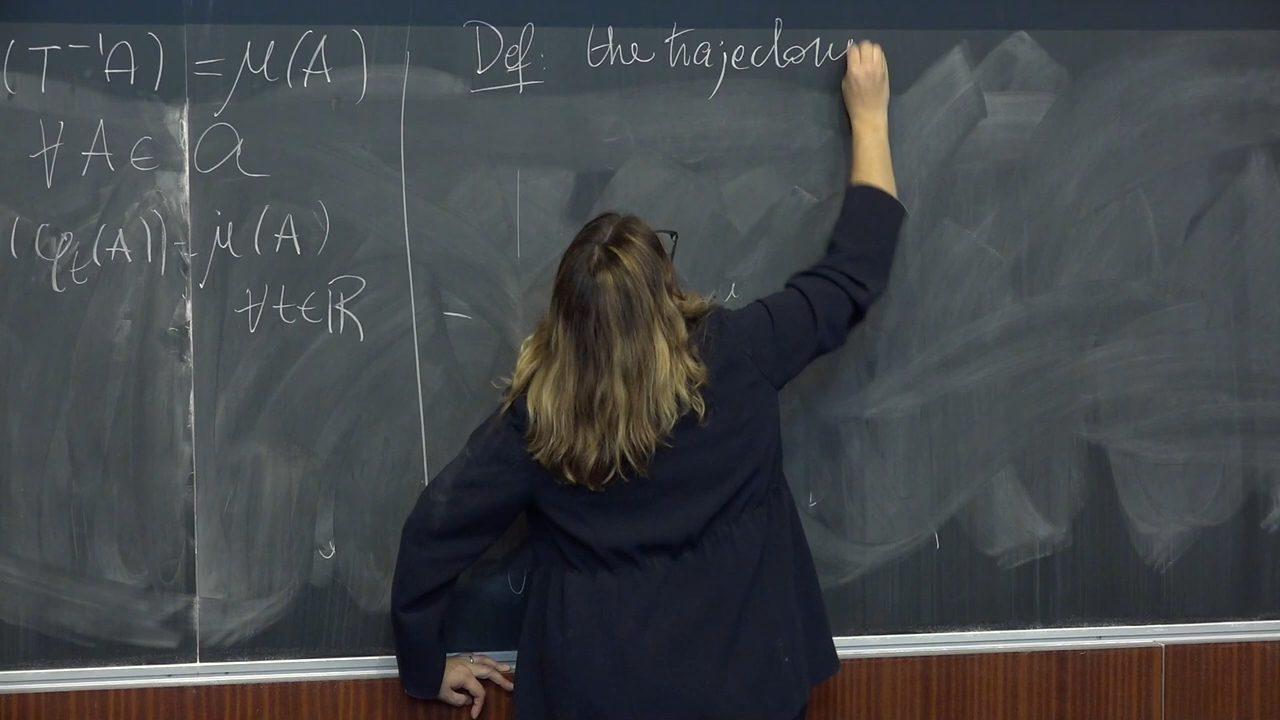 (T⁻¹A) = μ(A)
∀ A ∈ a
(φ_t(A)) = μ(A)
∀ t ∈ ℝ
Def: the trajectory